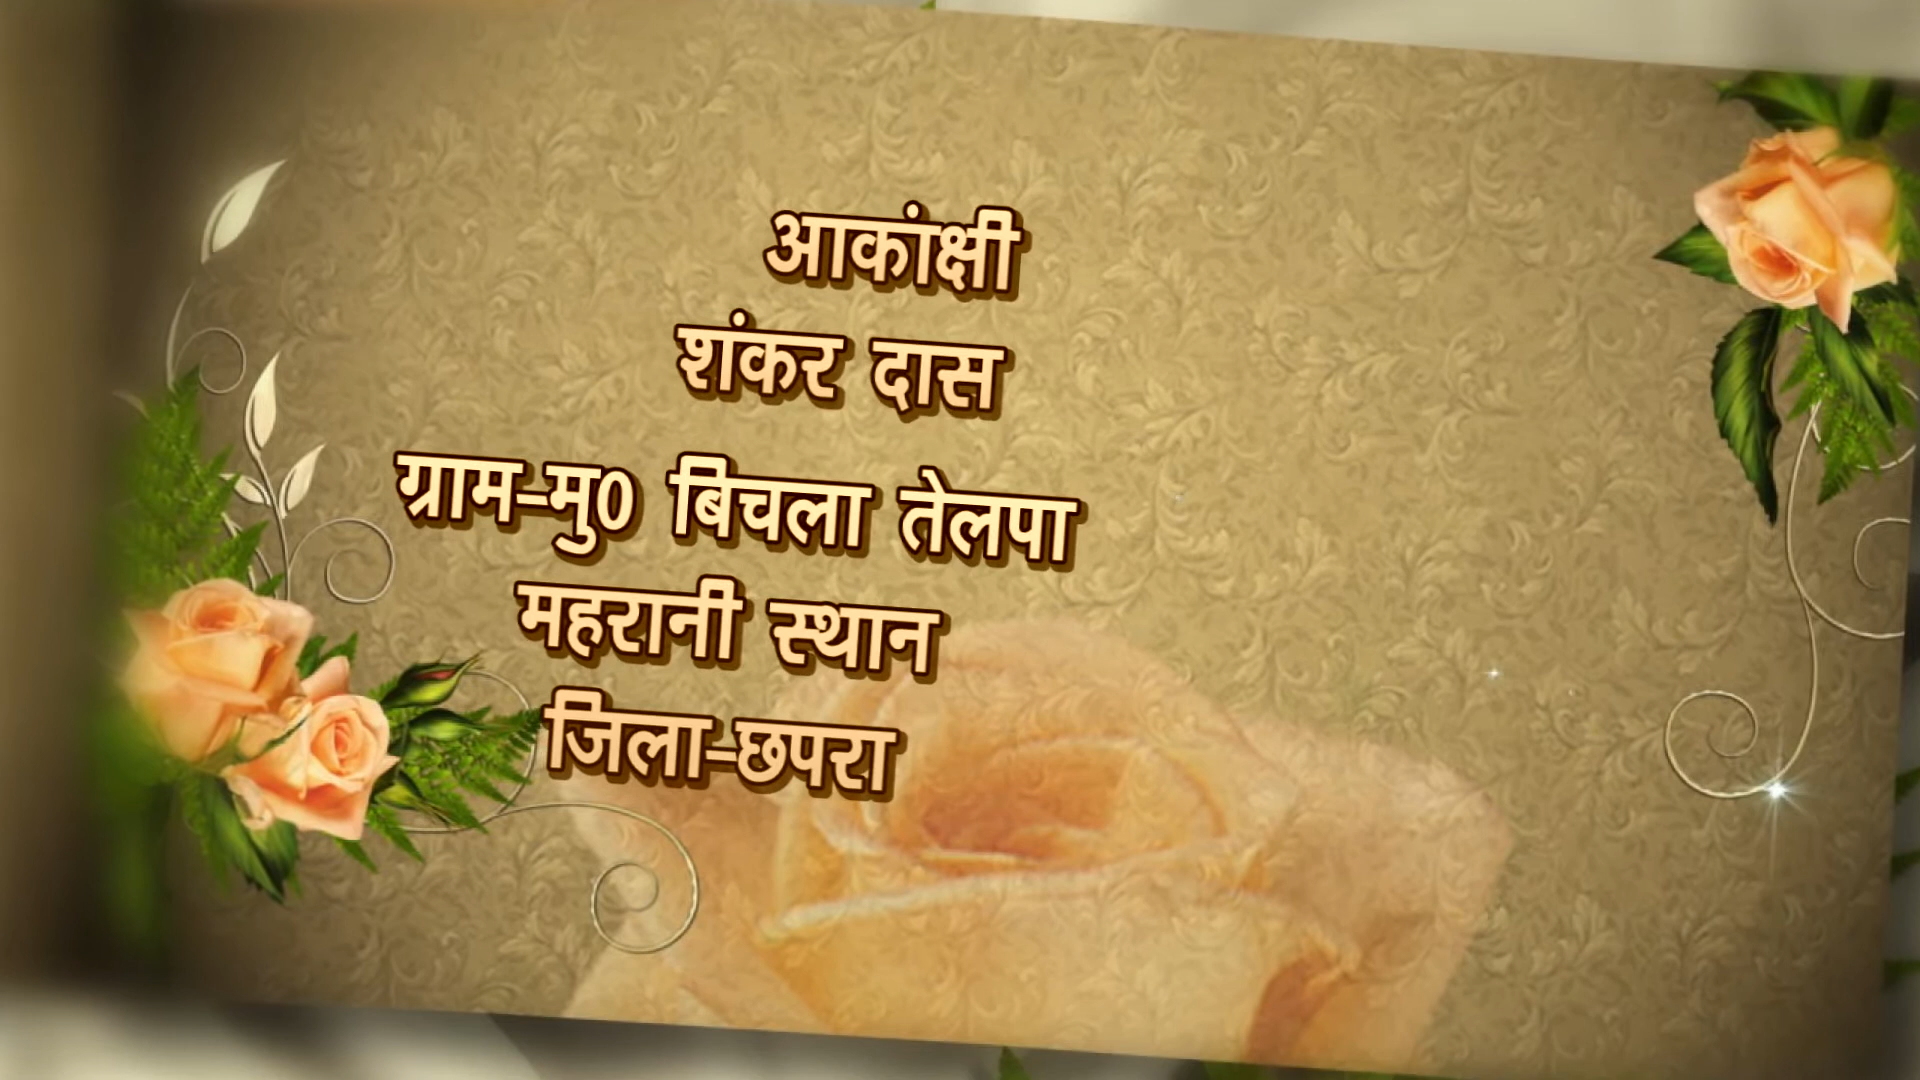 आकांक्षी
शंकर दास
ग्राम-मु0 बिचला तेलपा
महरानी स्थान
जिला-छपरा